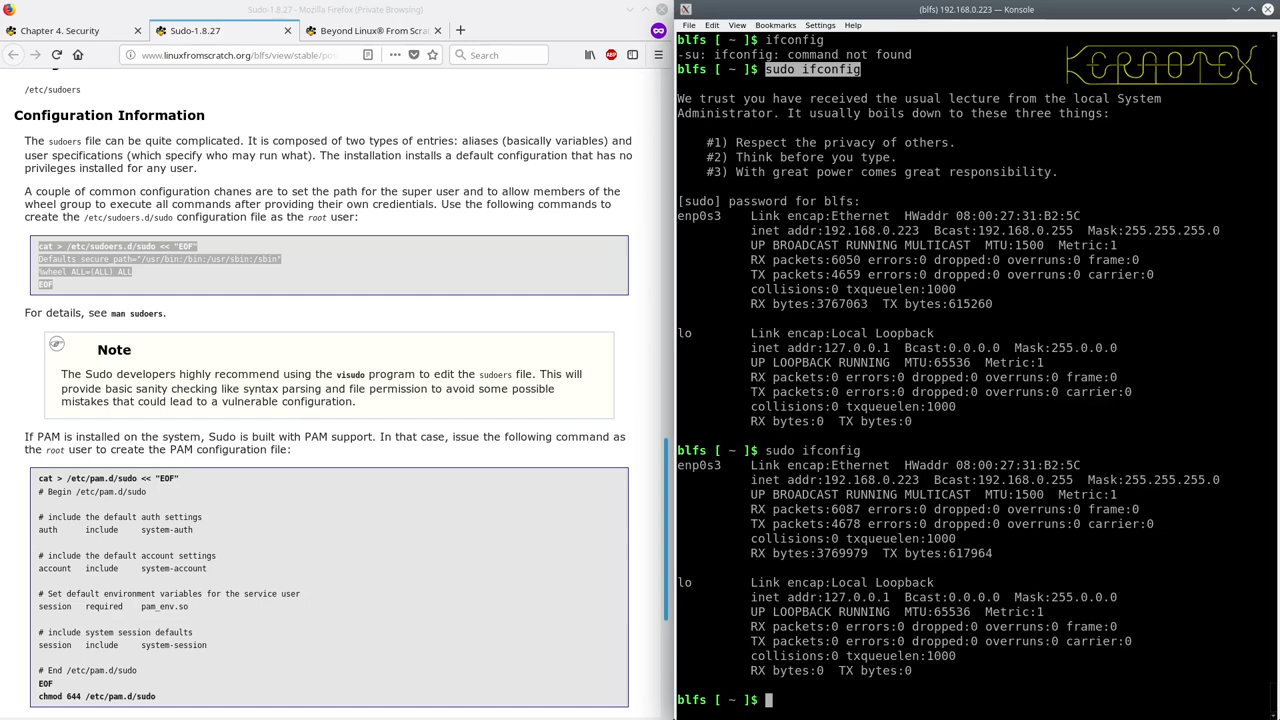 Sudo-1.8.27 - Mozilla Firefox (Private Browsing)
Chapter 4. Security
Sudo-1.8.27
Beyond Linux® From Scra
www.linuxfromscratch.org/blfs/view/stable/pos
Search
/etc/sudoers
Configuration Information
The sudoers file can be quite complicated. It is composed of two types of entries: aliases (basically variables) and
user specifications (which specify who may run what). The installation installs a default configuration that has no
privileges installed for any user.
A couple of common configuration chanes are to set the path for the super user and to allow members of the
wheel group to execute all commands after providing their own credientials. Use the following commands to
create the /etc/sudoers.d/sudo configuration file as the root user:
cat > /etc/sudoers.d/sudo << "EOF"
Defaults secure_path="/usr/bin:/bin:/usr/sbin:/sbin"
%wheel ALL=(ALL) ALL
EOF
For details, see man sudoers.
Note
The Sudo developers highly recommend using the visudo program to edit the sudoers file. This will
provide basic sanity checking like syntax parsing and file permission to avoid some possible
mistakes that could lead to a vulnerable configuration.
If PAM is installed on the system, Sudo is built with PAM support. In that case, issue the following command as
the root user to create the PAM configuration file:
cat > /etc/pam.d/sudo << "EOF"
# Begin /etc/pam.d/sudo
# include the default auth settings
auth include system-auth
# include the default account settings
account include system-account
# Set default environment variables for the service user
session required pam_env.so
# include system session defaults
session include system-session
# End /etc/pam.d/sudo
EOF
chmod 644 /etc/pam.d/sudo
(blfs) 192.168.0.223 — Konsole
File Edit View Bookmarks Settings Help
KERNOTEX
blfs [ ~ ]$ ifconfig
-su: ifconfig: command not found
blfs [ ~ ]$ sudo ifconfig
We trust you have received the usual lecture from the local System
Administrator. It usually boils down to these three things:
#1) Respect the privacy of others.
#2) Think before you type.
#3) With great power comes great responsibility.
[sudo] password for blfs:
enp0s3 Link encap:Ethernet HWaddr 08:00:27:31:B2:5C
inet addr:192.168.0.223 Bcast:192.168.0.255 Mask:255.255.255.0
UP BROADCAST RUNNING MULTICAST MTU:1500 Metric:1
RX packets:6050 errors:0 dropped:0 overruns:0 frame:0
TX packets:4659 errors:0 dropped:0 overruns:0 carrier:0
collisions:0 txqueuelen:1000
RX bytes:3767063 TX bytes:615260
lo Link encap:Local Loopback
inet addr:127.0.0.1 Bcast:0.0.0.0 Mask:255.0.0.0
UP LOOPBACK RUNNING MTU:65536 Metric:1
RX packets:0 errors:0 dropped:0 overruns:0 frame:0
TX packets:0 errors:0 dropped:0 overruns:0 carrier:0
collisions:0 txqueuelen:1000
RX bytes:0 TX bytes:0
blfs [ ~ ]$ sudo ifconfig
enp0s3 Link encap:Ethernet HWaddr 08:00:27:31:B2:5C
inet addr:192.168.0.223 Bcast:192.168.0.255 Mask:255.255.255.0
UP BROADCAST RUNNING MULTICAST MTU:1500 Metric:1
RX packets:6087 errors:0 dropped:0 overruns:0 frame:0
TX packets:4678 errors:0 dropped:0 overruns:0 carrier:0
collisions:0 txqueuelen:1000
RX bytes:3769979 TX bytes:617964
lo Link encap:Local Loopback
inet addr:127.0.0.1 Bcast:0.0.0.0 Mask:255.0.0.0
UP LOOPBACK RUNNING MTU:65536 Metric:1
RX packets:0 errors:0 dropped:0 overruns:0 frame:0
TX packets:0 errors:0 dropped:0 overruns:0 carrier:0
collisions:0 txqueuelen:1000
RX bytes:0 TX bytes:0
blfs [ ~ ]$